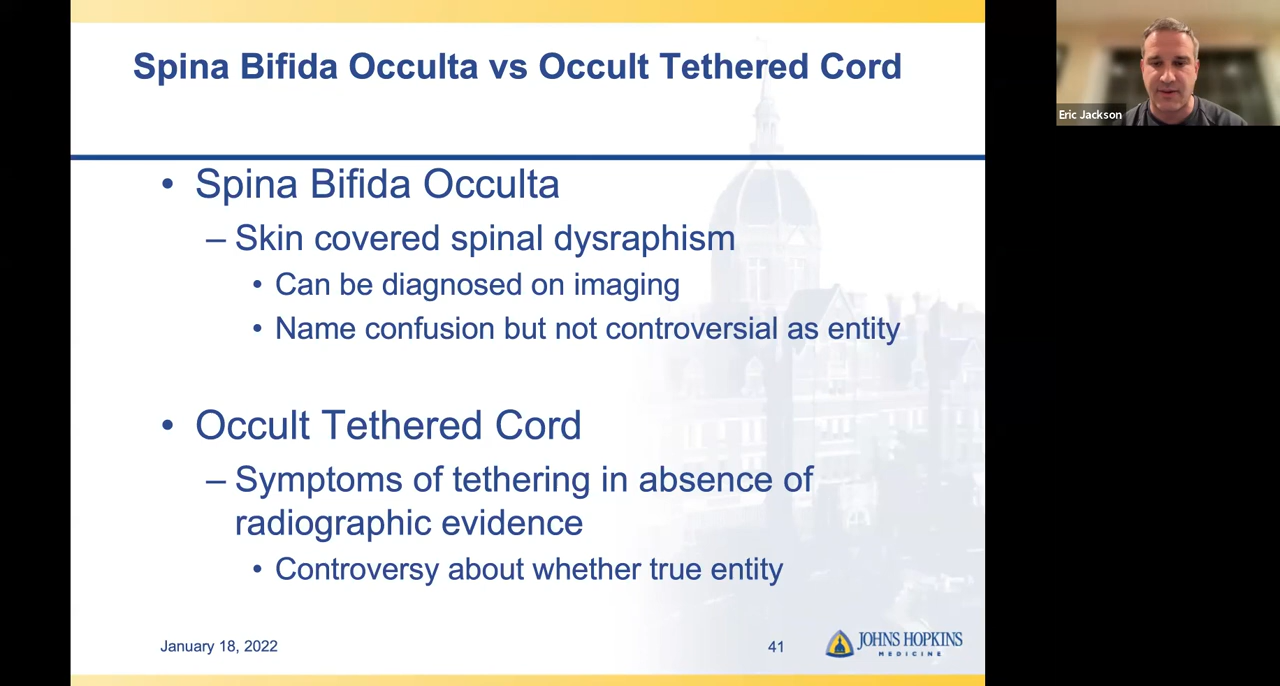 Spina Bifida Occulta vs Occult Tethered Cord
Eric Jackson
• Spina Bifida Occulta
– Skin covered spinal dysraphism
• Can be diagnosed on imaging
• Name confusion but not controversial as entity
• Occult Tethered Cord
– Symptoms of tethering in absence of
radiographic evidence
• Controversy about whether true entity
January 18, 2022
41
JOHNS HOPKINS
MEDICINE